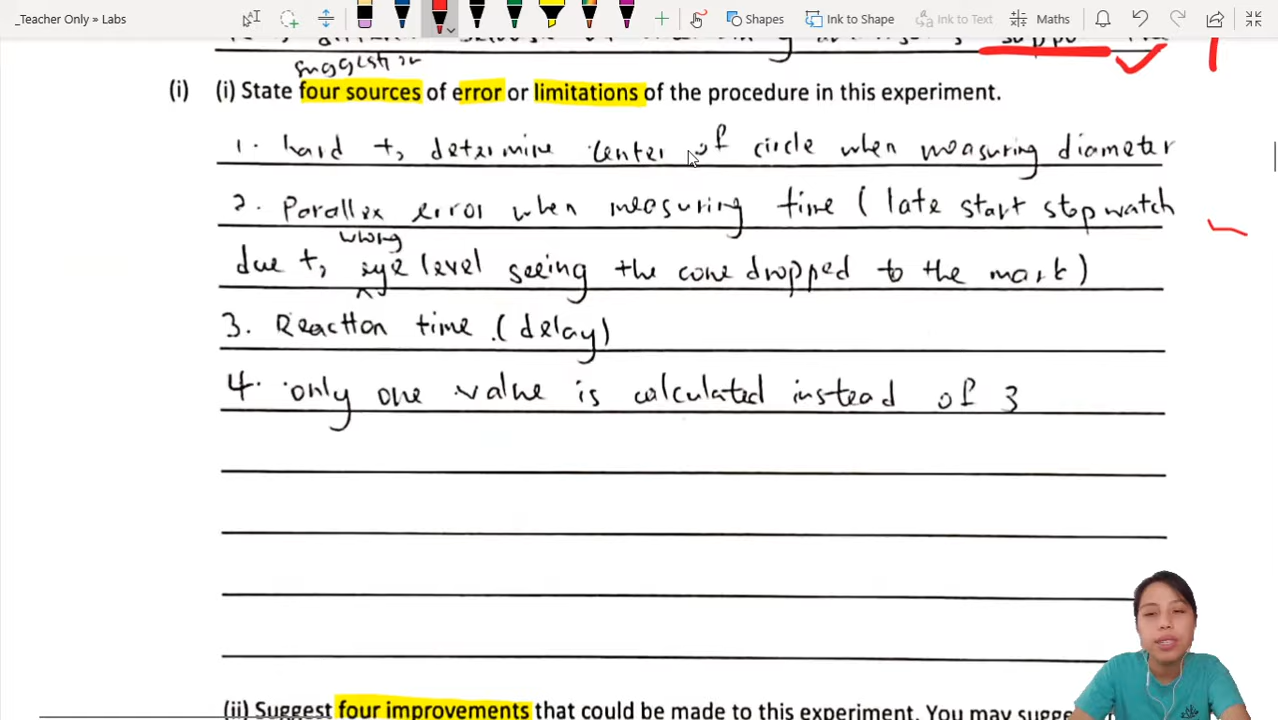 _Teacher Only » Labs
Shapes
Ink to Shape
Ink to Text
Maths
suggestion
(i) (i) State four sources of error or limitations of the procedure in this experiment.
1. hard to determine center of circle when measuring diameter
2. Parallax error when measuring time (late start stopwatch
wrong
due to eye level seeing the cone dropped to the mark)
3. Reaction time. (delay)
4. only one value is calculated instead of 3
(ii) Suggest four improvements that could be made to this experiment. You may sugge